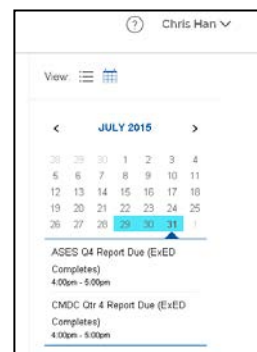 ? Chris Han
View:
< JULY 2015 >
28 29 30 1 2 3 4
5 6 7 8 9 10 11
12 13 14 15 16 17 18
19 20 21 22 23 24 25
26 27 28 29 30 31 1
ASES Q4 Report Due (ExED
Completes)
4:00pm - 5:00pm
CMDC Qtr 4 Report Due (ExED
Completes)
4:00pm - 5:00pm